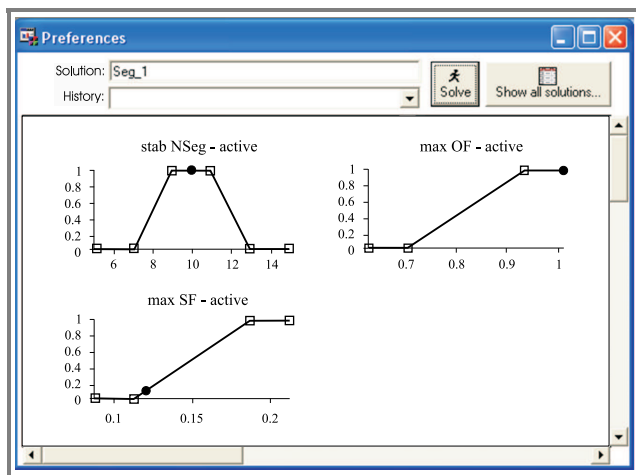 Preferences
Solution: Seg_1
History:
Solve
Show all solutions...
stab NSeg - active
1
0.8
0.6
0.4
0.2
0
6 8 10 12 14
max OF - active
1
0.8
0.6
0.4
0.2
0
0.7 0.8 0.9 1
max SF - active
1
0.8
0.6
0.4
0.2
0
0.1 0.15 0.2